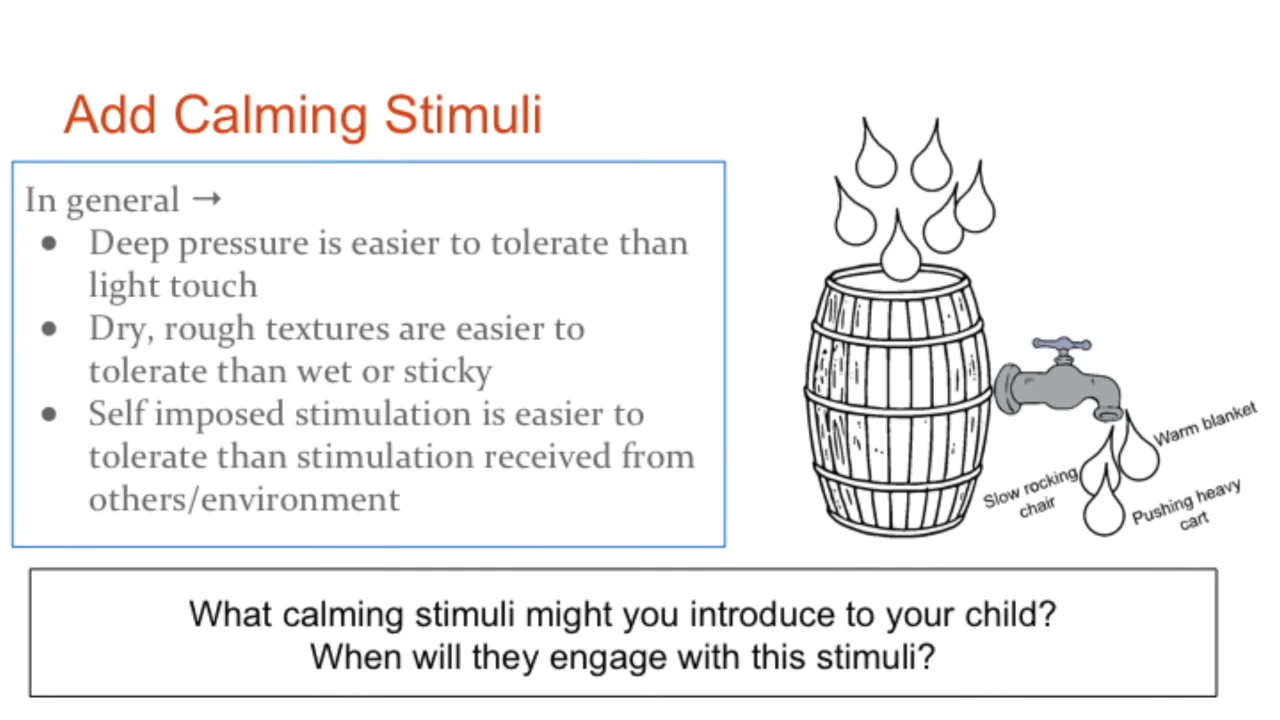 Add Calming Stimuli
In general →
● Deep pressure is easier to tolerate than
light touch
● Dry, rough textures are easier to
tolerate than wet or sticky
● Self imposed stimulation is easier to
tolerate than stimulation received from
others/environment
Warm blanket
Slow rocking
chair
Pushing heavy
cart
What calming stimuli might you introduce to your child?
When will they engage with this stimuli?